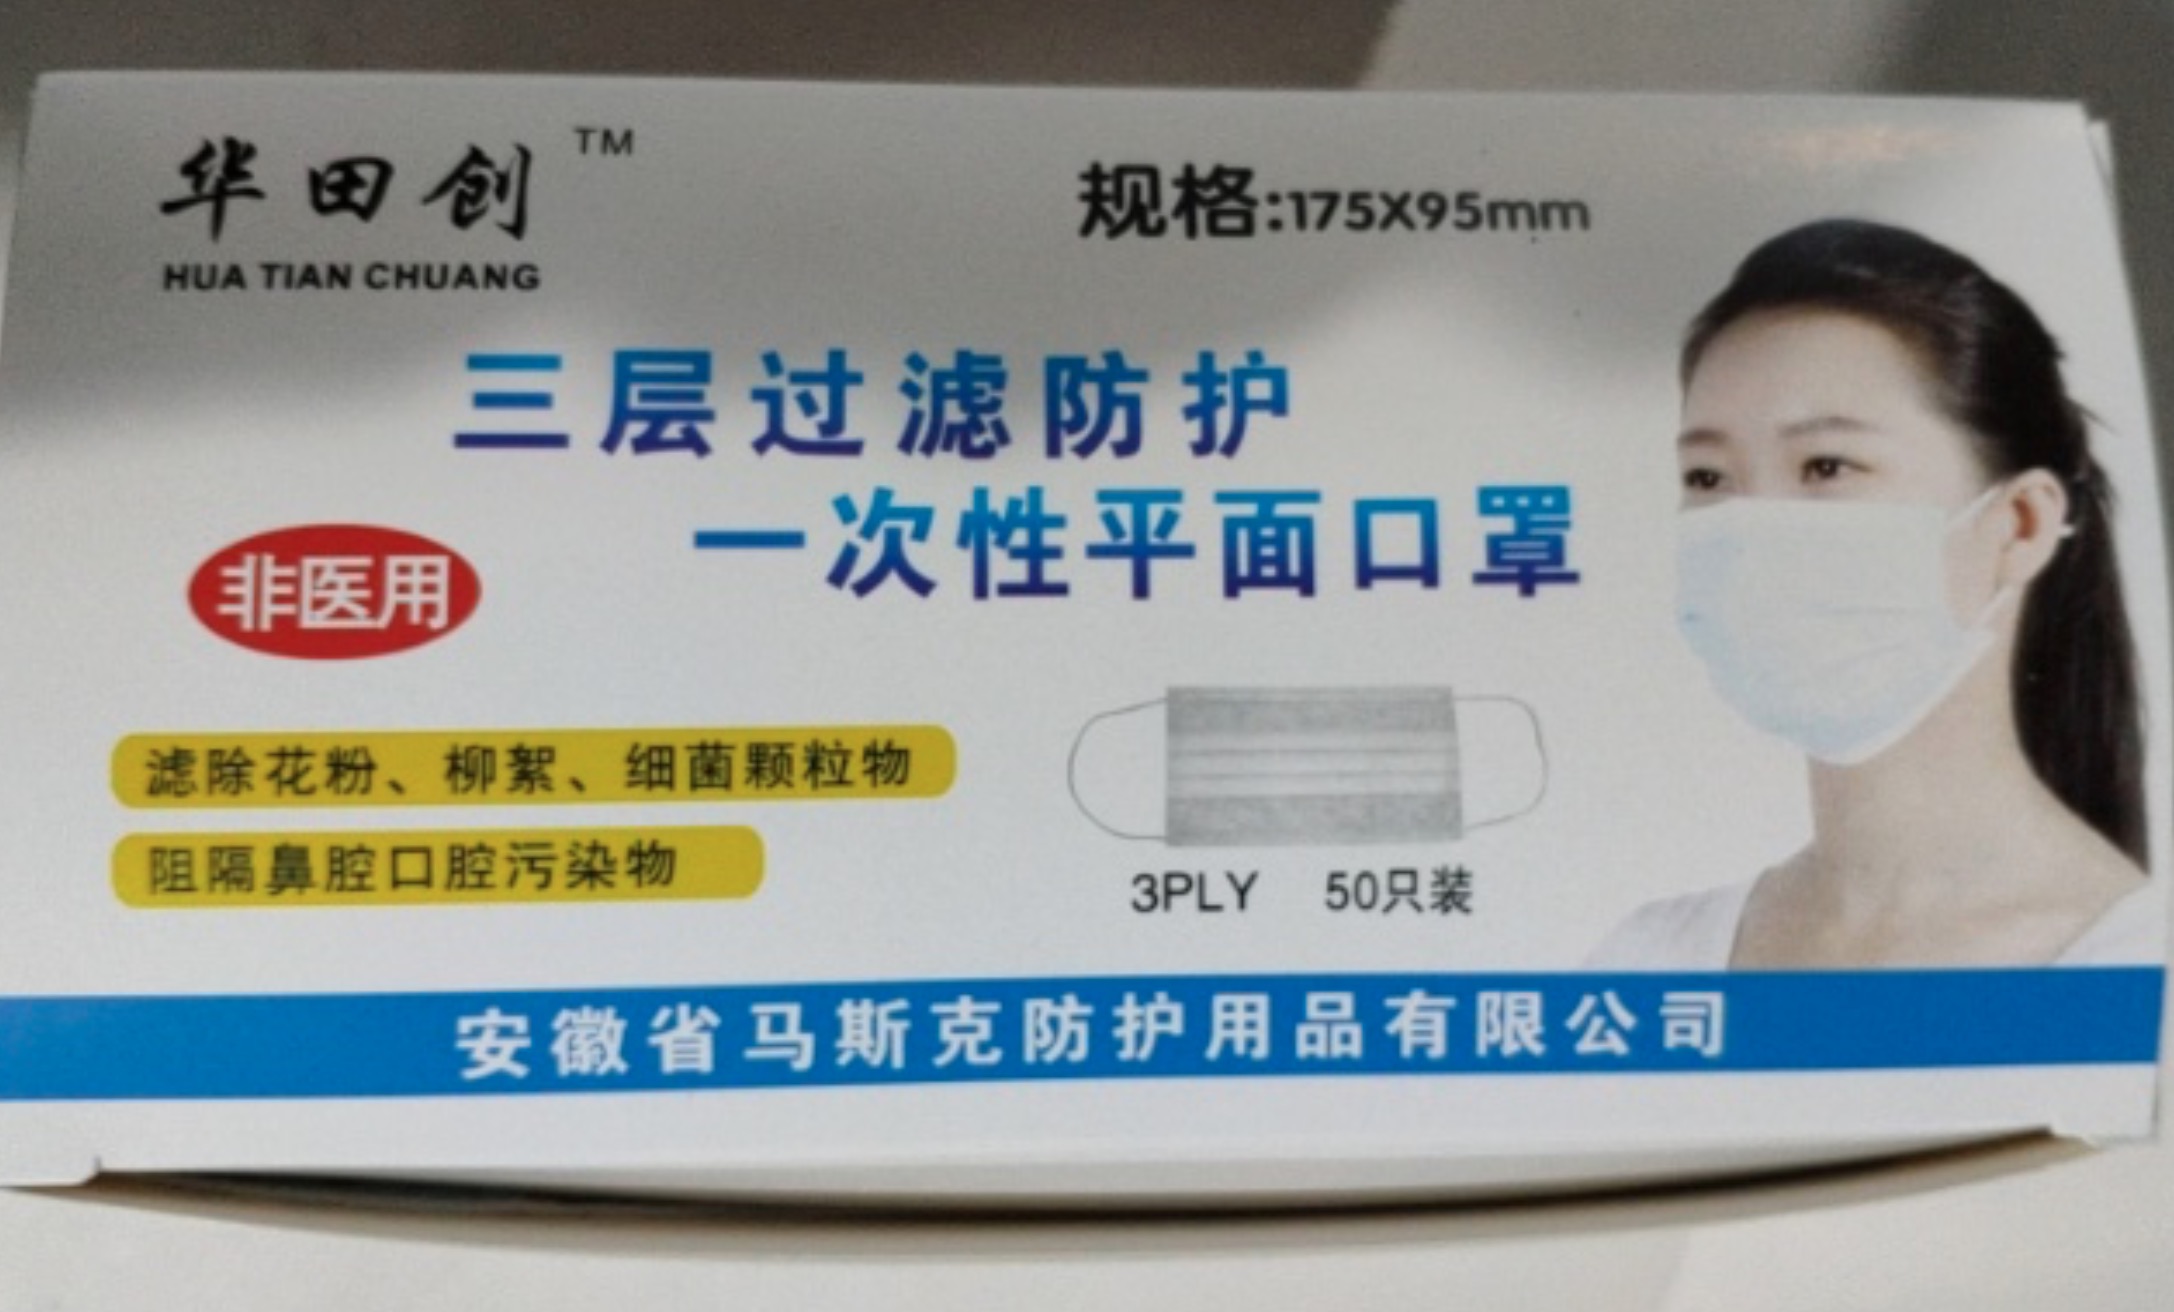 华田创 TM
HUA TIAN CHUANG
规格:175X95mm
三层过滤防护
一次性平面口罩
非医用
滤除花粉、柳絮、细菌颗粒物
阻隔鼻腔口腔污染物
3PLY 50只装
安徽省马斯克防护用品有限公司